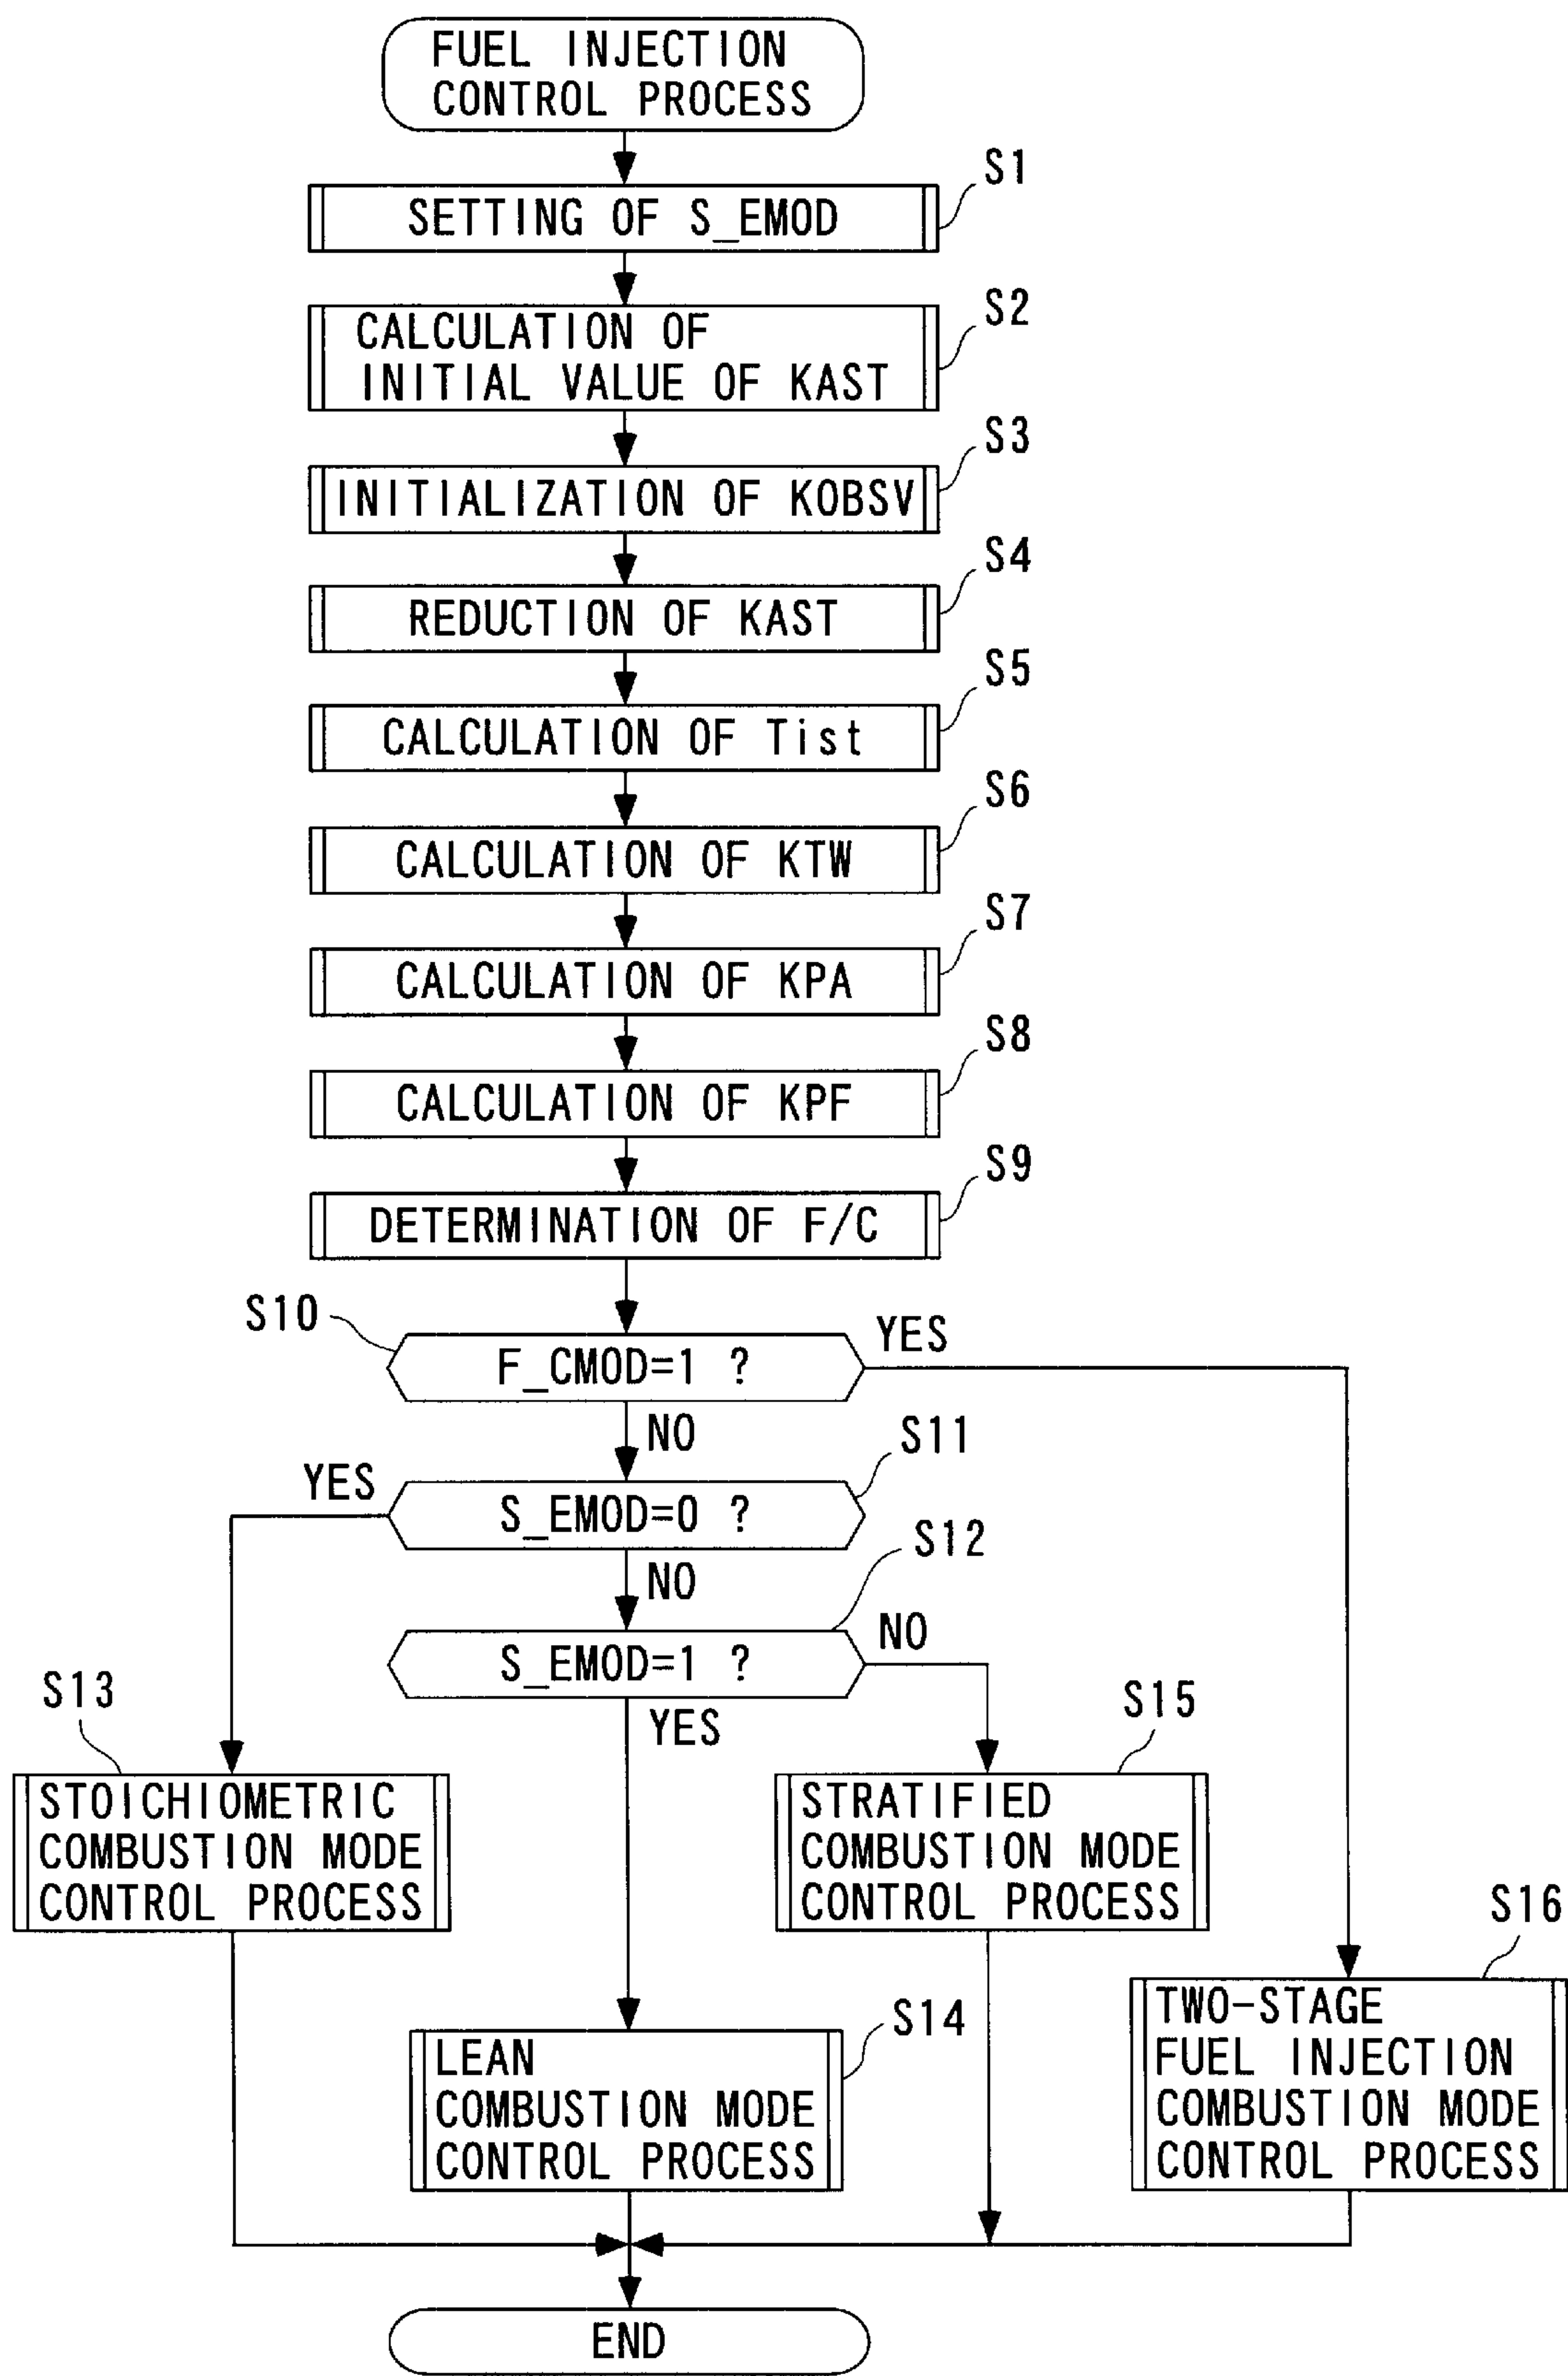 FUEL INJECTION
CONTROL PROCESS
S1
SETTING OF S_EMOD
S2
CALCULATION OF
INITIAL VALUE OF KAST
S3
INITIALIZATION OF KOBSV
S4
REDUCTION OF KAST
S5
CALCULATION OF Tist
S6
CALCULATION OF KTW
S7
CALCULATION OF KPA
S8
CALCULATION OF KPF
S9
DETERMINATION OF F/C
S10
F_CMOD=1 ?
YES
NO
S11
YES
S_EMOD=0 ?
NO
S12
S_EMOD=1 ?
NO
YES
S13
STOICHIOMETRIC
COMBUSTION MODE
CONTROL PROCESS
S15
STRATIFIED
COMBUSTION MODE
CONTROL PROCESS
S14
LEAN
COMBUSTION MODE
CONTROL PROCESS
S16
TWO-STAGE
FUEL INJECTION
COMBUSTION MODE
CONTROL PROCESS
END